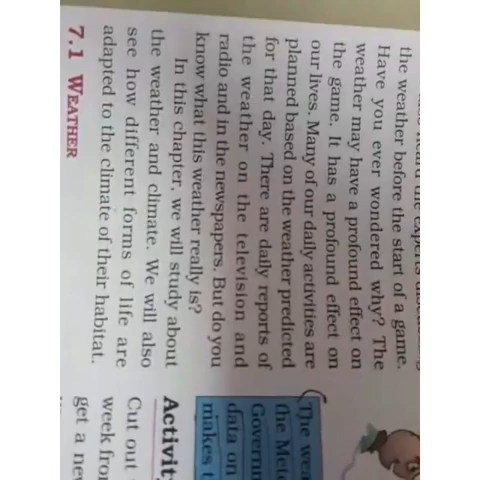 the experts
the weather before the start of a game.
Have you ever wondered why? The
weather may have a profound effect on
the game. It has a profound effect on
our lives. Many of our daily activities are
planned based on the weather predicted
for that day. There are daily reports of
the weather on the television and
radio and in the newspapers. But do you
know what this weather really is?
In this chapter, we will study about
the weather and climate. We will also
see how different forms of life are
adapted to the climate of their habitat.
7.1 WEATHER
The wea
the Mete
Governm
data on
makes t
Activit
Cut out
week fro
get a new